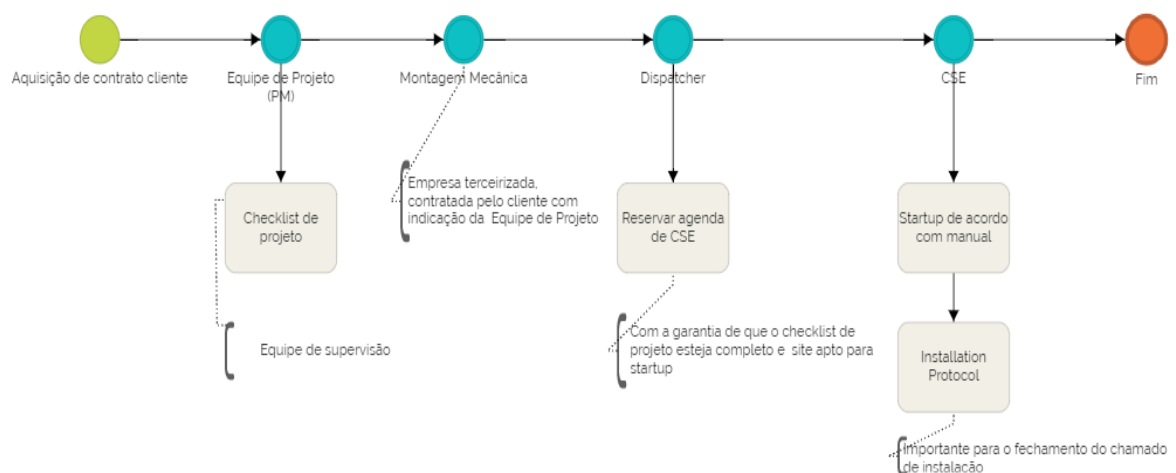 Aquisição de contrato cliente
Equipe de Projeto
(PM)
Montagem Mecânica
Dispatcher
CSE
Fim
Checklist de
projeto
Empresa terceirizada,
contratada pelo cliente com
indicação da Equipe de Projeto
Reservar agenda
de CSE
Startup de acordo
com manual
Equipe de supervisão
Com a garantia de que o checklist de
projeto esteja completo e site apto para
startup
Installation
Protocol
Importante para o fechamento do chamado
de instalação